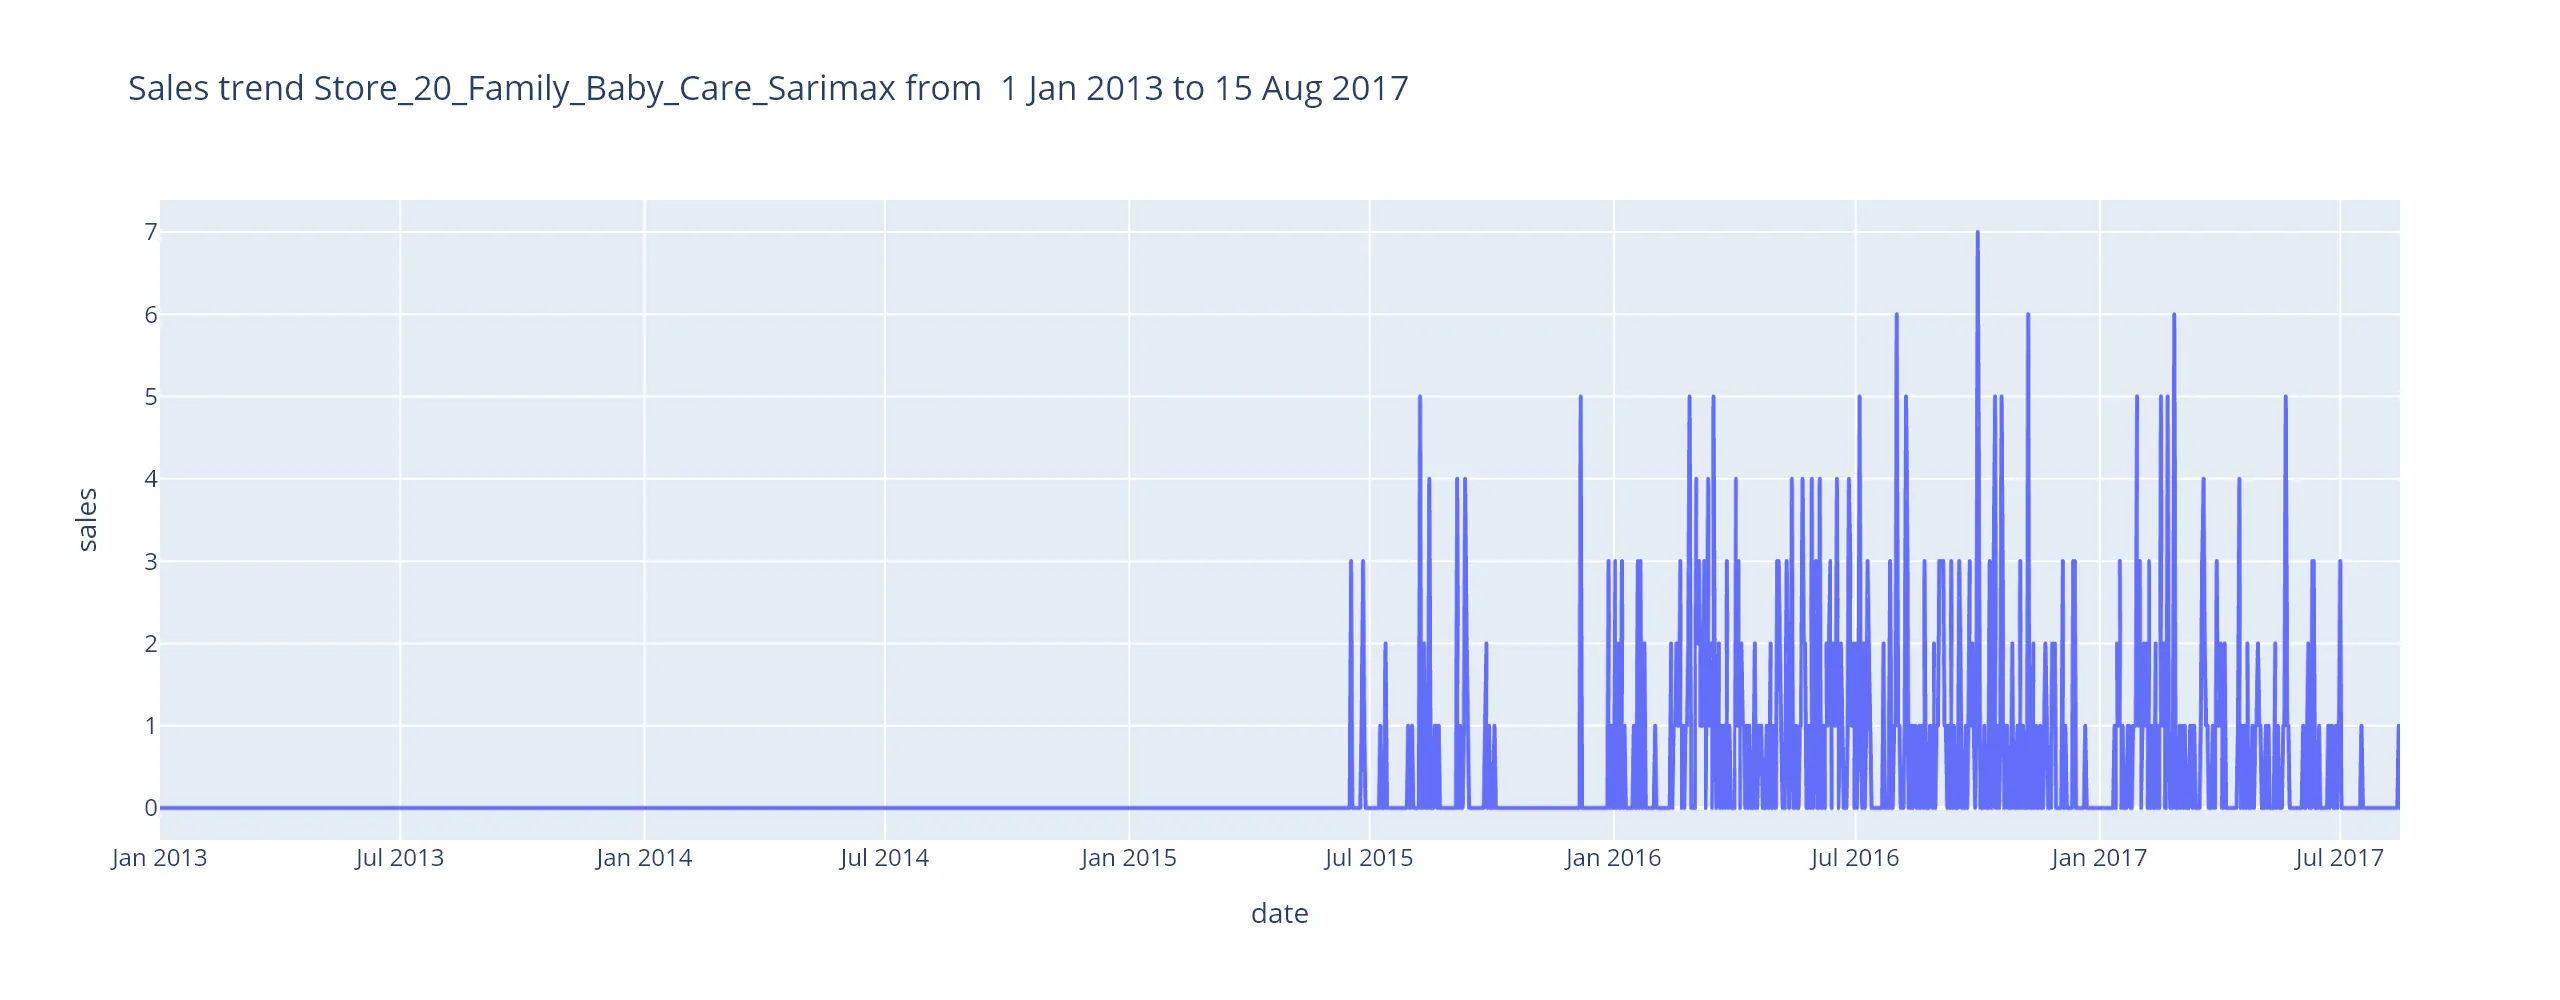 Sales trend Store_20_Family_Baby_Care_Sarimax from  1 Jan 2013 to 15 Aug 2017
7
6
5
4
3
2
1
0
sales
Jan 2013
Jul 2013
Jan 2014
Jul 2014
Jan 2015
Jul 2015
Jan 2016
Jul 2016
Jan 2017
Jul 2017
date